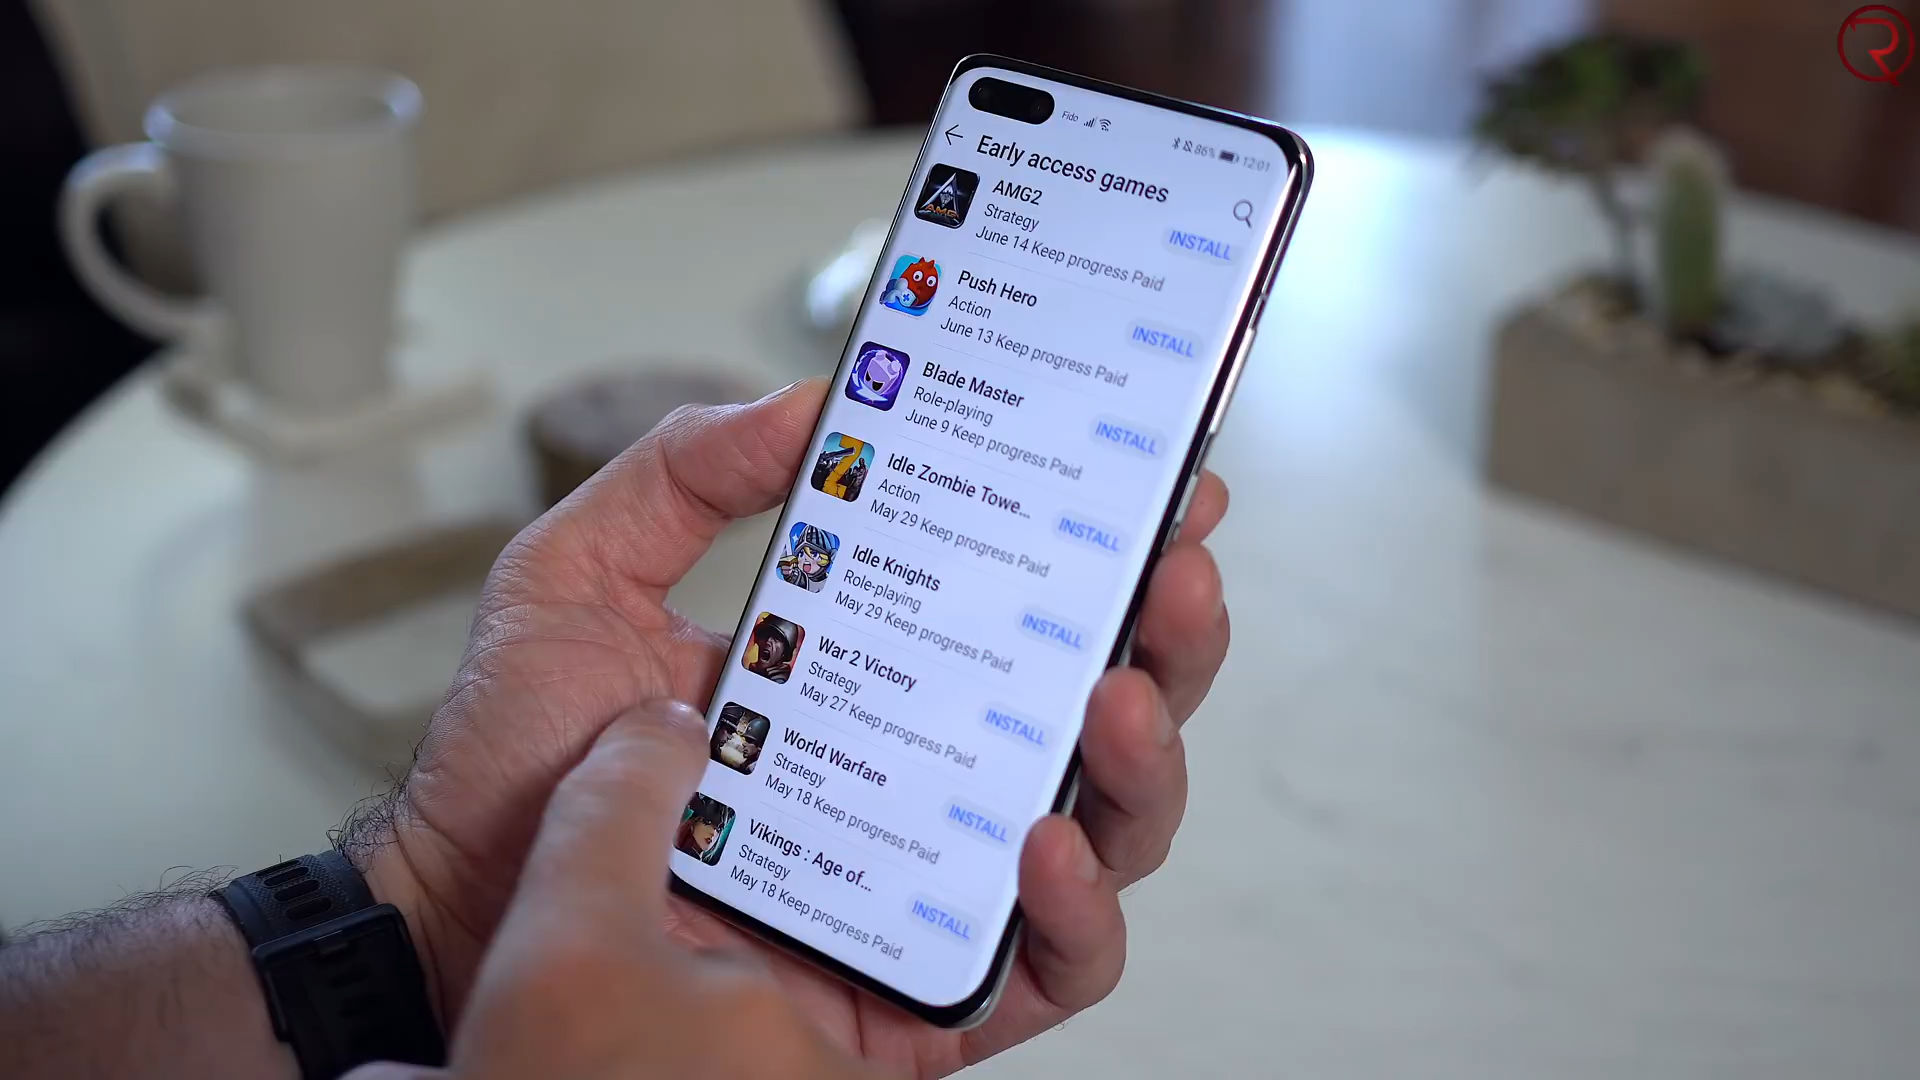 Fido
86% 12:01
Early access games
AMG2
Strategy
June 14 Keep progress Paid
INSTALL
Push Hero
Action
June 13 Keep progress Paid
INSTALL
Blade Master
Role-playing
June 9 Keep progress Paid
INSTALL
Idle Zombie Towe...
Action
May 29 Keep progress Paid
INSTALL
Idle Knights
Role-playing
May 29 Keep progress Paid
INSTALL
War 2 Victory
Strategy
May 27 Keep progress Paid
INSTALL
World Warfare
Strategy
May 18 Keep progress Paid
INSTALL
Vikings : Age of...
Strategy
May 18 Keep progress Paid
INSTALL